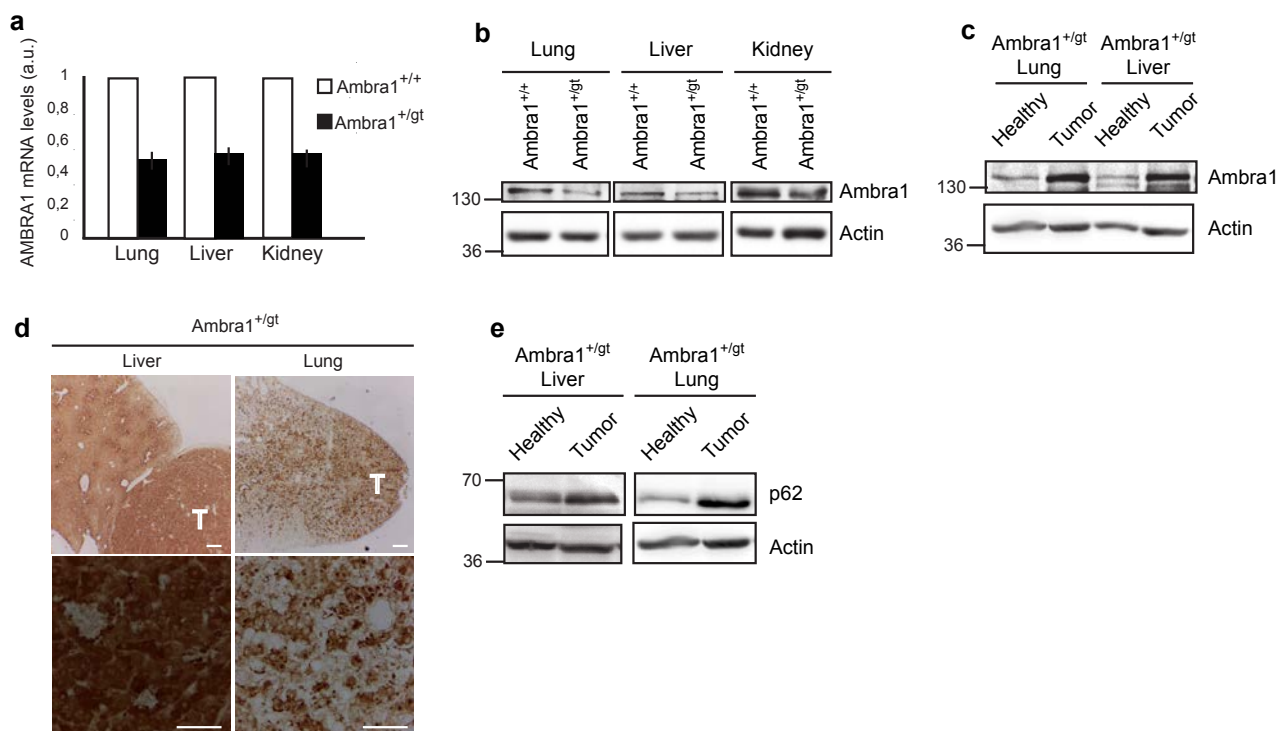 a
AMBRA1 mRNA levels (a.u.)
1
0,8
0,6
0,4
0,2
0
Lung Liver Kidney
Ambra1+/+
Ambra1+/gt
b
Lung Liver Kidney
Ambra1+/+ Ambra1+/gt Ambra1+/+ Ambra1+/gt Ambra1+/+ Ambra1+/gt
130 Ambra1
36 Actin
c
Ambra1+/gt Ambra1+/gt
Lung Liver
Healthy Tumor Healthy Tumor
130 Ambra1
36 Actin
d
Ambra1+/gt
Liver Lung
T T
e
Ambra1+/gt Ambra1+/gt
Liver Lung
Healthy Tumor Healthy Tumor
70 p62
36 Actin